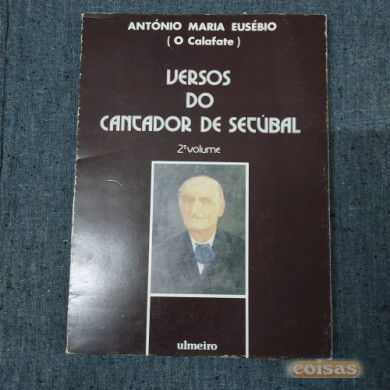 ANTÓNIO MARIA EUSÉBIO
( O Calafate )
VERSOS
DO
CANTADOR DE SETÚBAL
2º volume
ulmeiro
coisas